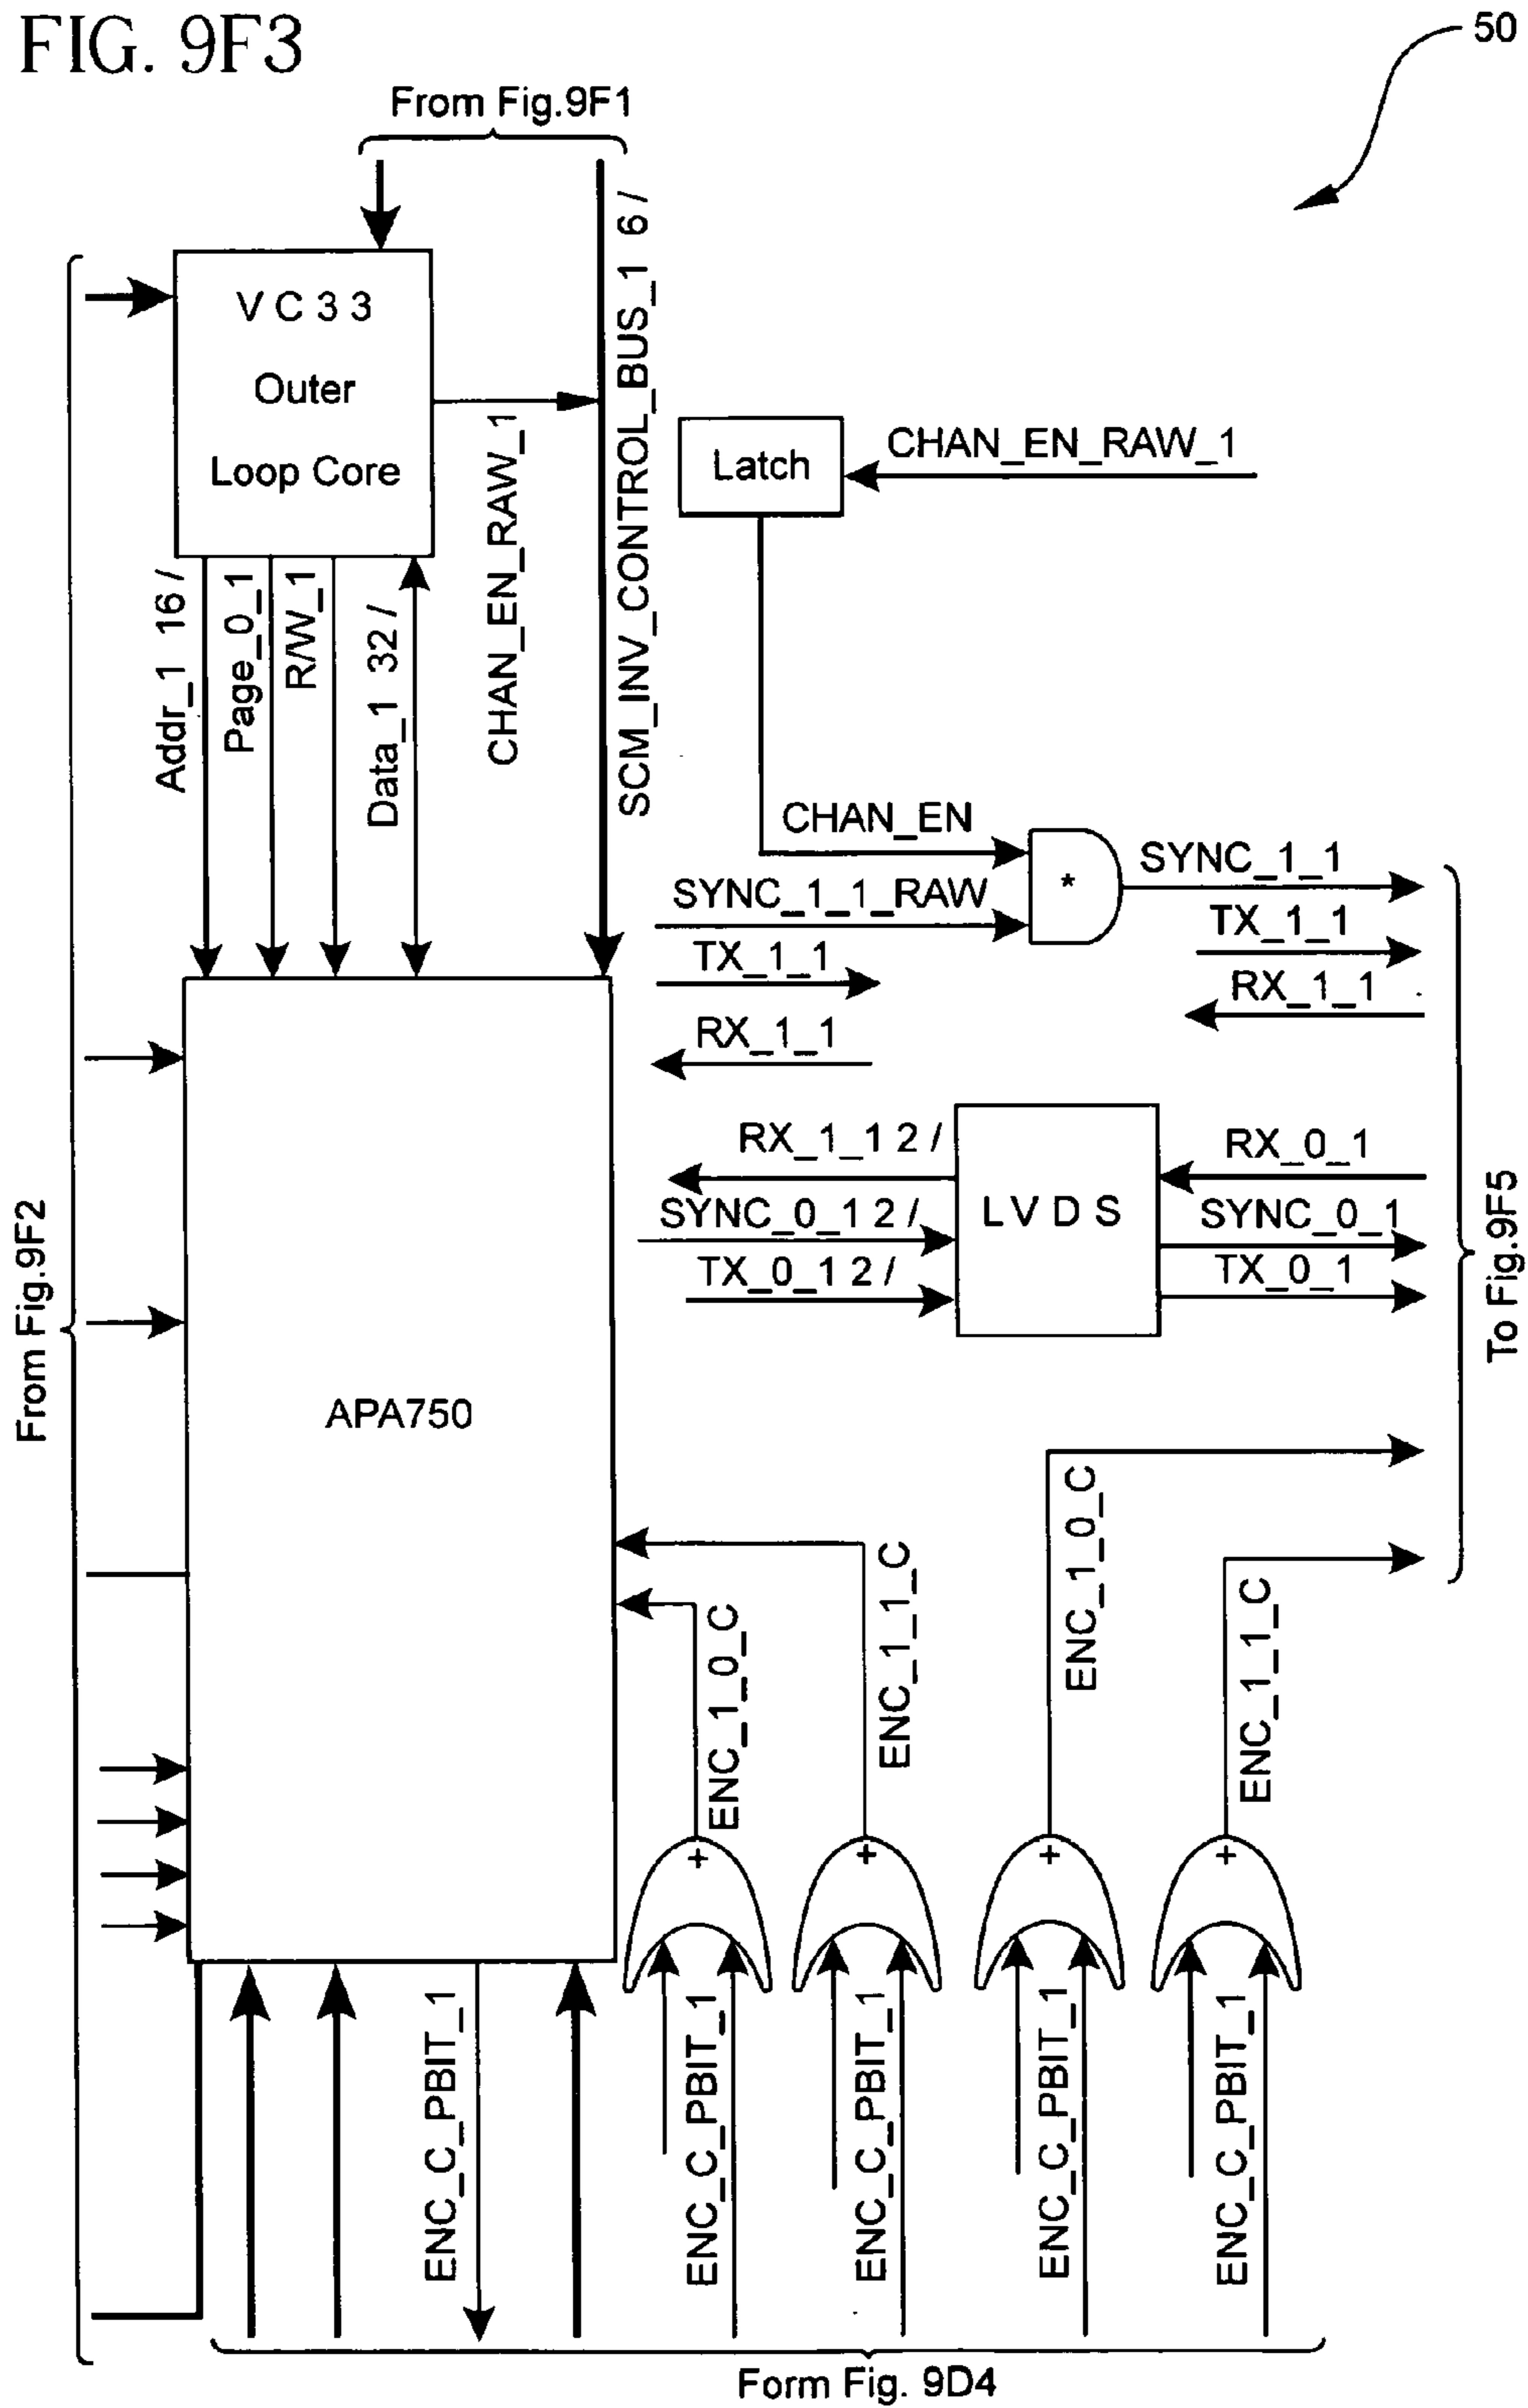 FIG. 9F3
50
From Fig.9F1
V C 3 3
Outer
Loop Core
CHAN_EN_RAW_1
SCM_INV_CONTROL_BUS_1 6 /
Addr_1 16 /
Page_0_1
R/W_1
Data_1 32 /
Latch
CHAN_EN_RAW_1
CHAN_EN
*
SYNC_1_1
SYNC_1_1_RAW
TX_1_1
TX_1_1
RX_1_1
RX_1_1
RX_1_1 2 /
SYNC_0_1 2 /
TX_0_1 2 /
L V D S
RX_0_1
SYNC_0_1
TX_0_1
From Fig.9F2
To Fig.9F5
APA750
ENC_1_0_C
ENC_1_1_C
ENC_1_0_C
ENC_1_1_C
+
+
+
+
ENC_C_PBIT_1
ENC_C_PBIT_1
ENC_C_PBIT_1
ENC_C_PBIT_1
ENC_C_PBIT_1
Form Fig. 9D4